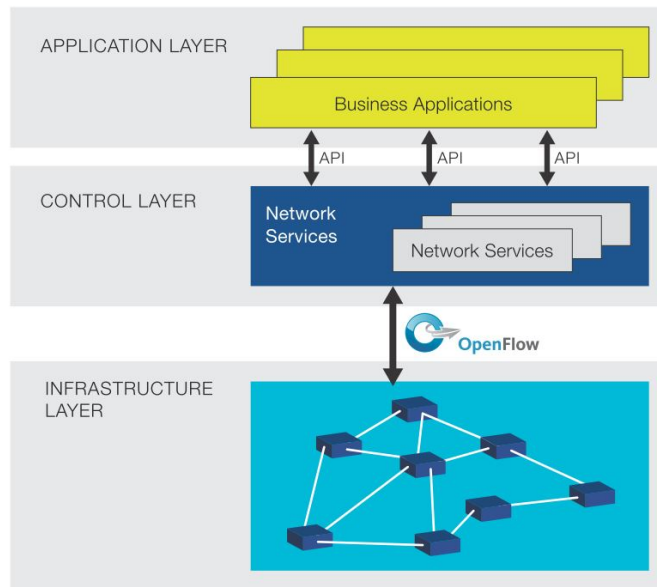 APPLICATION LAYER
Business Applications
API
API
API
CONTROL LAYER
Network
Services
Network Services
OpenFlow
INFRASTRUCTURE
LAYER